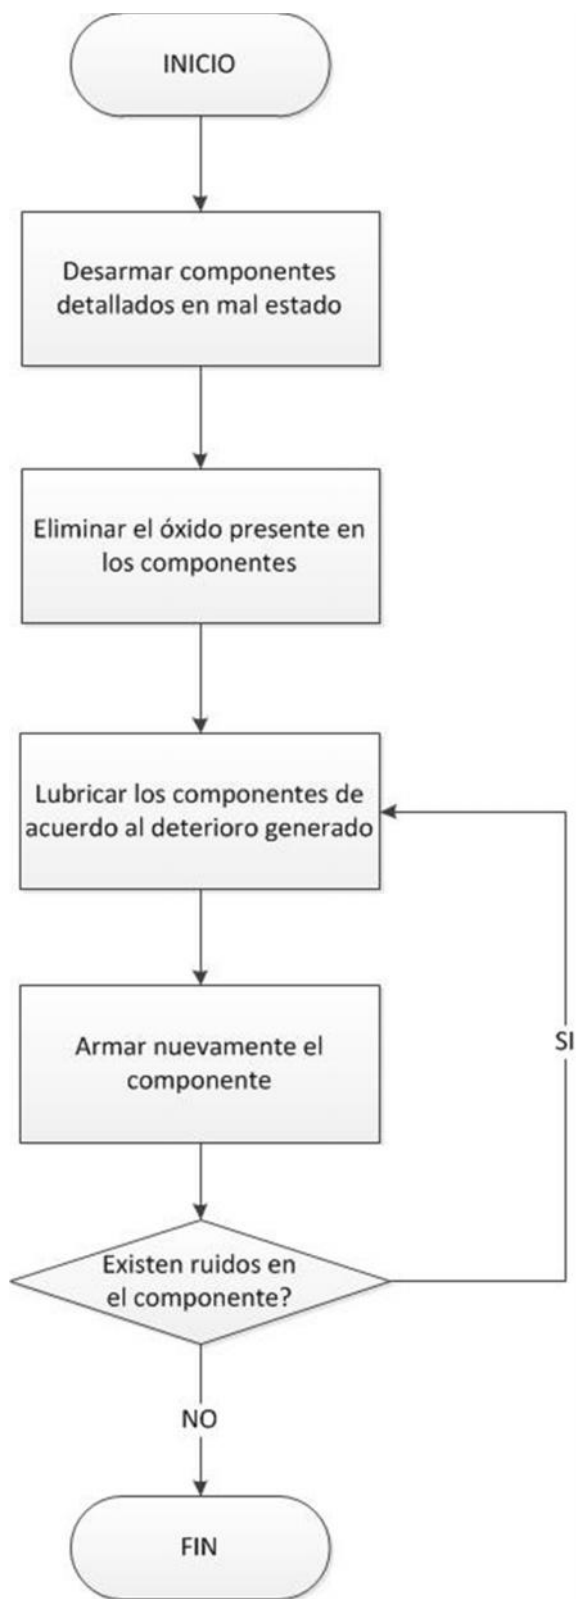 INICIO
Desarmar componentes
detallados en mal estado
Eliminar el óxido presente en
los componentes
Lubricar los componentes de
acuerdo al deterioro generado
Armar nuevamente el
componente
SI
Existen ruidos en
el componente?
NO
FIN